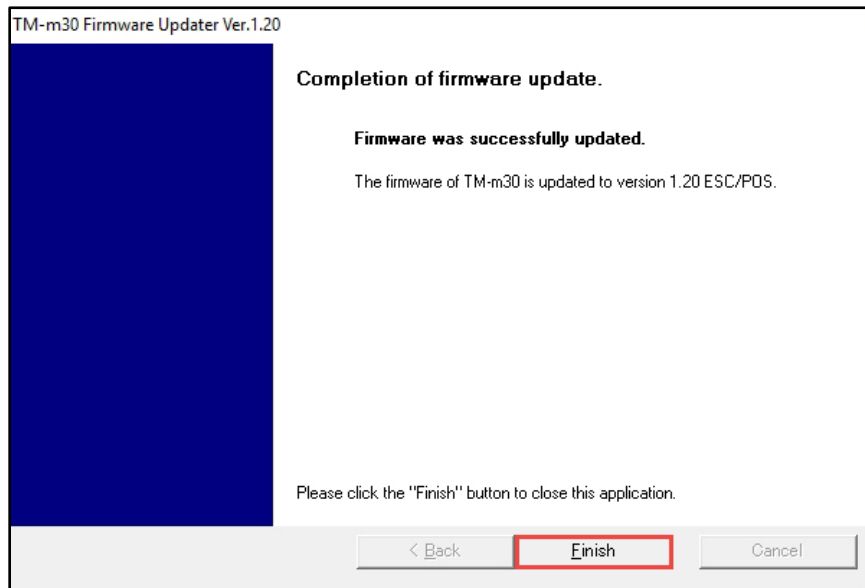 TM-m30 Firmware Updater Ver.1.20
Completion of firmware update.
Firmware was successfully updated.
The firmware of TM-m30 is updated to version 1.20 ESC/POS.
Please click the "Finish" button to close this application.
< Back Finish Cancel